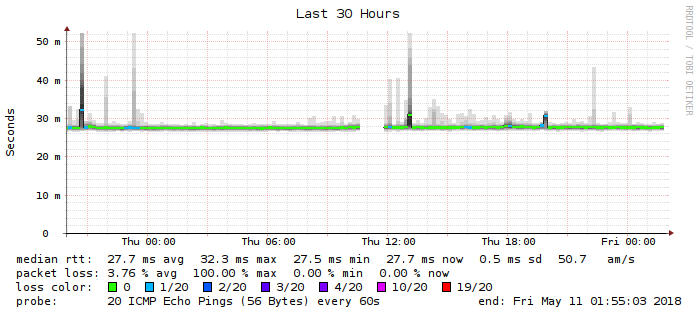 Last 30 Hours
RRDTOOL / TOBI OETIKER
Seconds
50 m
40 m
30 m
20 m
10 m
0
Thu 00:00 Thu 06:00 Thu 12:00 Thu 18:00 Fri 00:00
median rtt: 27.7 ms avg 32.3 ms max 27.5 ms min 27.7 ms now 0.5 ms sd 50.7 am/s
packet loss: 3.76 % avg 100.00 % max 0.00 % min 0.00 % now
loss color: 0 1/20 2/20 3/20 4/20 10/20 19/20
probe: 20 ICMP Echo Pings (56 Bytes) every 60s end: Fri May 11 01:55:03 2018